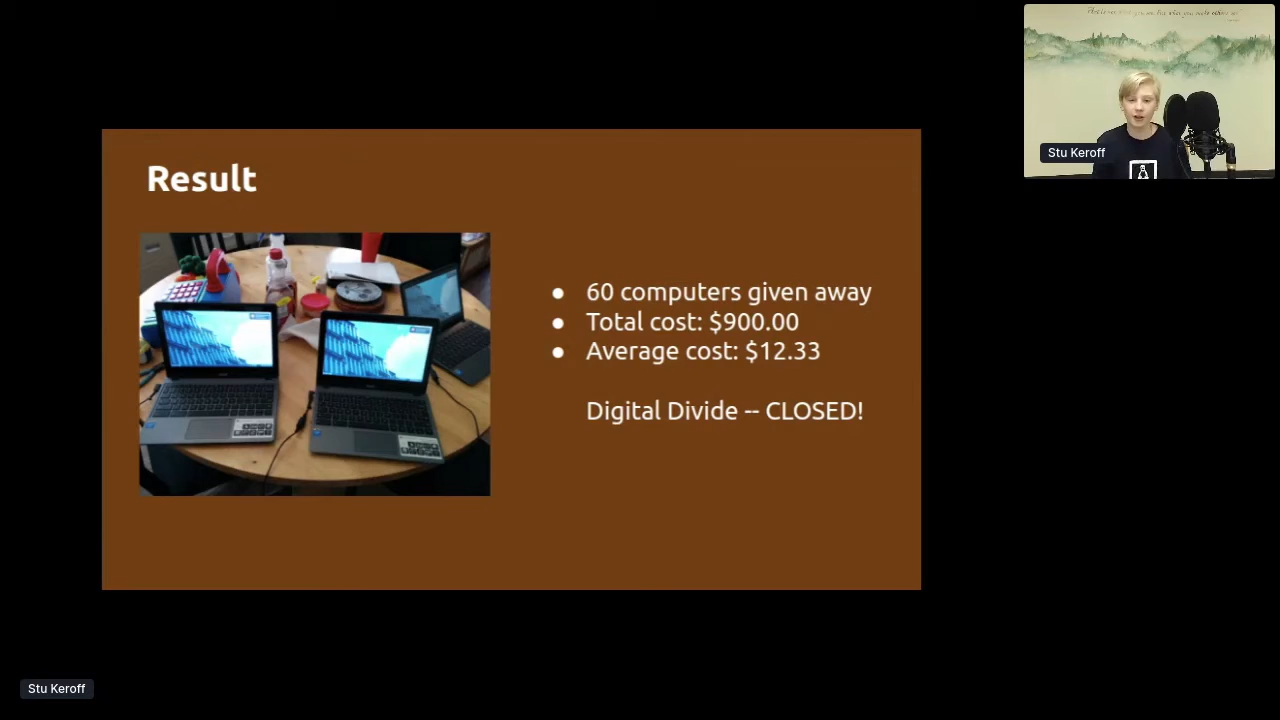 Stu Keroff
Result
● 60 computers given away
● Total cost: $900.00
● Average cost: $12.33
Digital Divide -- CLOSED!
Stu Keroff